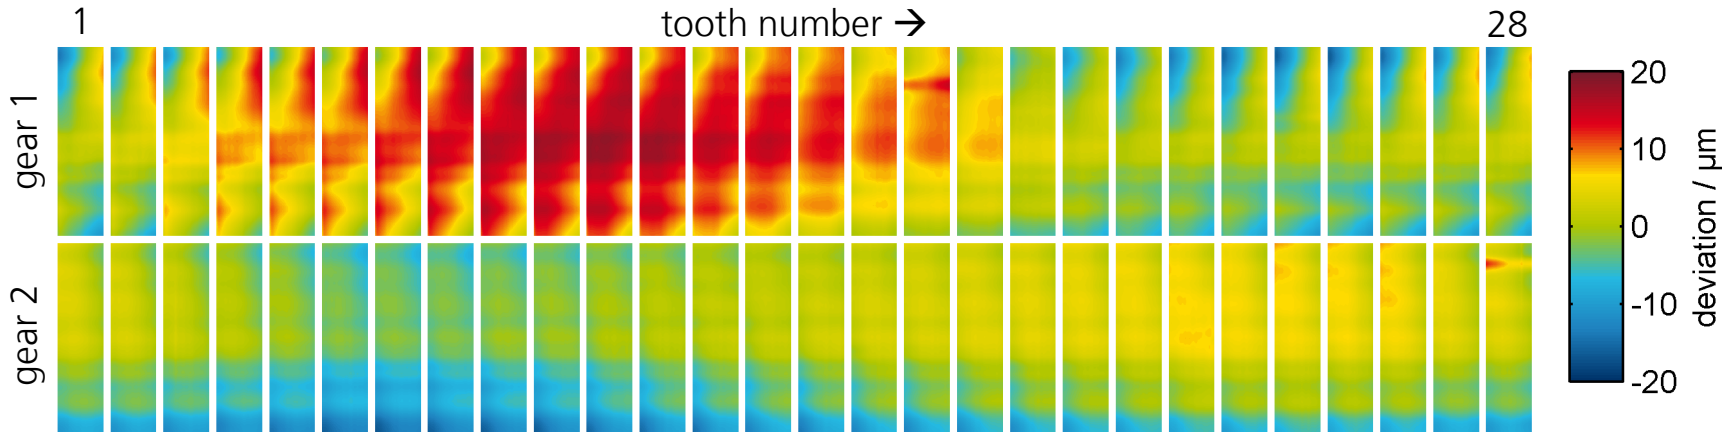 1 tooth number → 28
gear 1
gear 2
20
10
0
-10
-20
deviation / µm